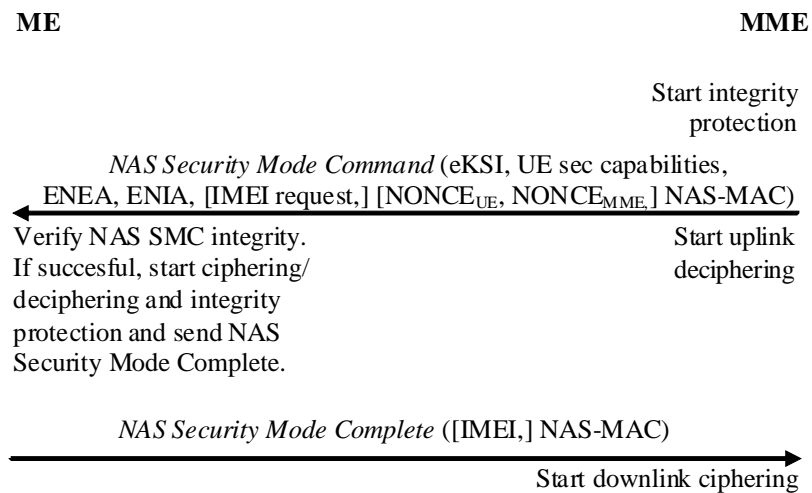 ME MME
Start integrity
protection
NAS Security Mode Command (eKSI, UE sec capabilities,
ENEA, ENIA, [IMEI request,] [NONCEUE, NONCEMME,] NAS-MAC)
Verify NAS SMC integrity.
If succesful, start ciphering/
deciphering and integrity
protection and send NAS
Security Mode Complete.
Start uplink
deciphering
NAS Security Mode Complete ([IMEI,] NAS-MAC)
Start downlink ciphering